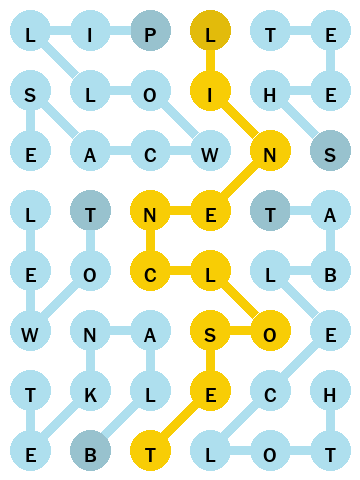 L I P L T E
S L O I H E
E A C W N S
L T N E T A
E O C L L B
W N A S O E
T K L E C H
E B T L O T